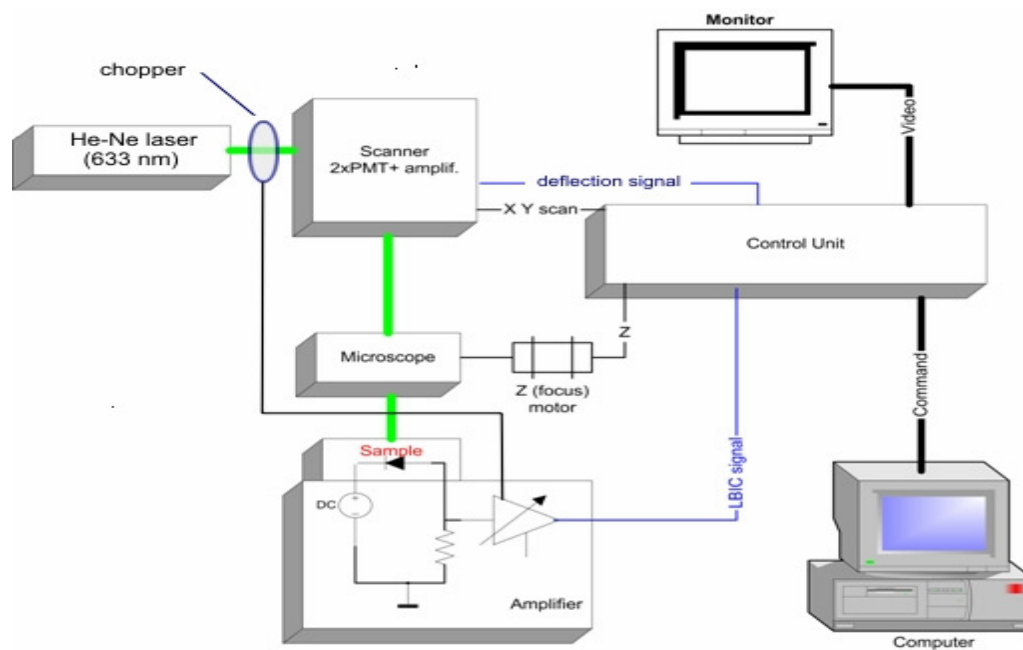 Monitor
chopper
He-Ne laser
(633 nm)
Scanner
2xPMT+ amplif.
Video
deflection signal
X Y scan
Control Unit
Z
Microscope
Z (focus)
motor
Command
Sample
LBIC signal
DC
Amplifier
Computer